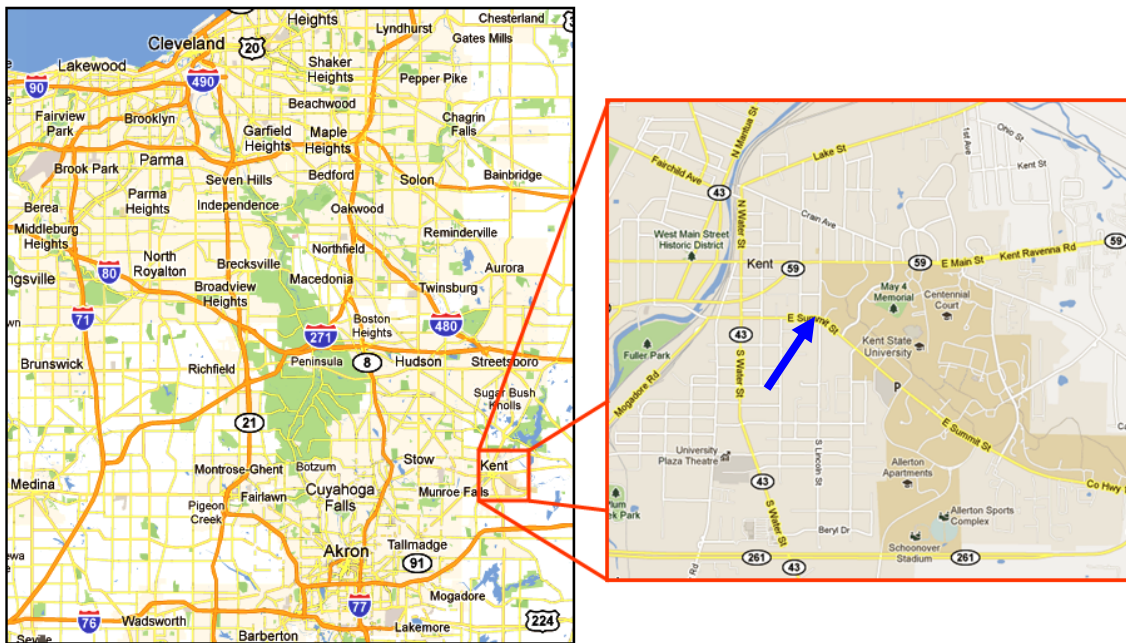 Heights
Chesterland
Lyndhurst
Gates Mills
Cleveland
20
Lakewood
Shaker
Heights
490
90
Pepper Pike
Beachwood
Fairview
Park
Brooklyn
Garfield
Heights
Maple
Heights
Chagrin
Falls
Parma
Brook Park
Bedford
Seven Hills
Solon
Bainbridge
Parma
Heights
Independence
Berea
Oakwood
Middleburg
Heights
Reminderville
North
Royalton
Northfield
Brecksville
Aurora
80
Macedonia
Broadview
Heights
Twinsburg
71
Boston
Heights
480
271
8
Hudson
Streetsboro
Brunswick
Richfield
Peninsula
Sugar Bush
Knolls
21
Montrose-Ghent
Botzum
Stow
Kent
Medina
Fairlawn
Cuyahoga
Falls
Munroe Falls
Pigeon
Creek
Akron
Tallmadge
91
Mogadore
77
76
Wadsworth
Lakemore
224
Barberton
Seville
N Mantua St
1st Ave
Ohio St
Lake St
Kent St
Fairchild Ave
43
N Water St
Crain Ave
West Main Street
Historic District
Kent
59
59
E Main St
Kent Ravenna Rd
59
May 4
Memorial
Centennial
Court
E Summit St
43
Kent State
University
Fuller Park
S Water St
P
Mogadore Rd
E Summit St
University
Plaza Theatre
S Lincoln St
Allerton
Apartments
43
Co Hwy
S Water St
Allerton Sports
Complex
Beryl Dr
Schoonover
Stadium
261
261
43
Rd